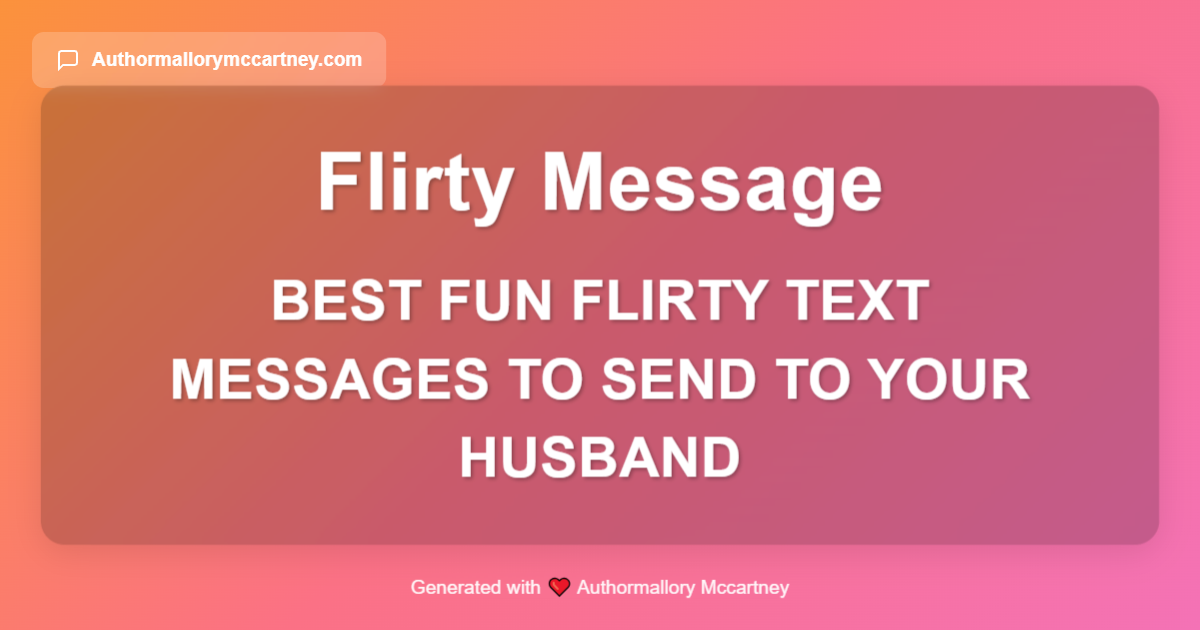 Authormallorymccartney.com
Flirty Message
BEST FUN FLIRTY TEXT
MESSAGES TO SEND TO YOUR
HUSBAND
Generated with ❤️ Authormallory Mccartney